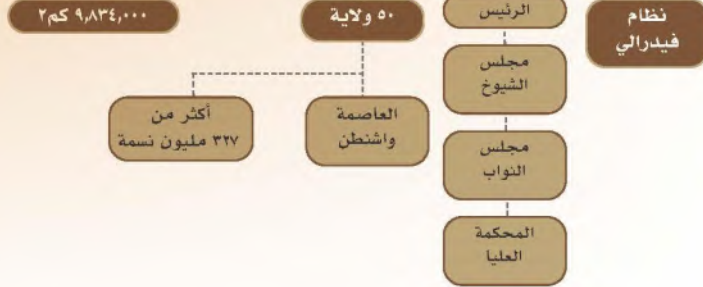 نظام
فيدرالي
الرئيس
مجلس
الشيوخ
مجلس
النواب
المحكمة
العليا
٥٠ ولاية
العاصمة
واشنطن
أكثر من
٣٢٧ مليون نسمة
٩,٨٣٤,٠٠٠ كم٢